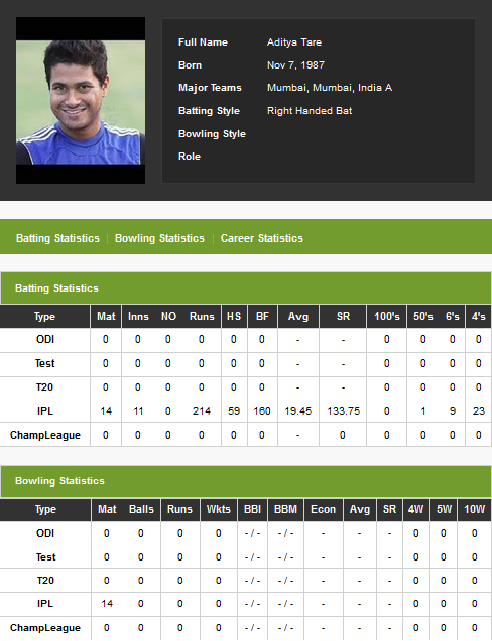 Full Name Aditya Tare
Born Nov 7, 1987
Major Teams Mumbai, Mumbai, India A
Batting Style Right Handed Bat
Bowling Style
Role
Batting Statistics | Bowling Statistics | Career Statistics
Batting Statistics
Type Mat Inns NO Runs HS BF Avg SR 100's 50's 6's 4's
ODI 0 0 0 0 0 0 - - 0 0 0 0
Test 0 0 0 0 0 0 - - 0 0 0 0
T20 0 0 0 0 0 0 - - 0 0 0 0
IPL 14 11 0 214 59 160 19.45 133.75 0 1 9 23
ChampLeague 0 0 0 0 0 0 - 0 0 0 0 0
Bowling Statistics
Type Mat Balls Runs Wkts BBI BBM Econ Avg SR 4W 5W 10W
ODI 0 0 0 0 - / - - / - - - - 0 0 0
Test 0 0 0 0 - / - - / - - - - 0 0 0
T20 0 0 0 0 - / - - / - - - - 0 0 0
IPL 14 0 0 0 - / - - / - - - - 0 0 0
ChampLeague 0 0 0 0 - / - - / - - - - 0 0 0